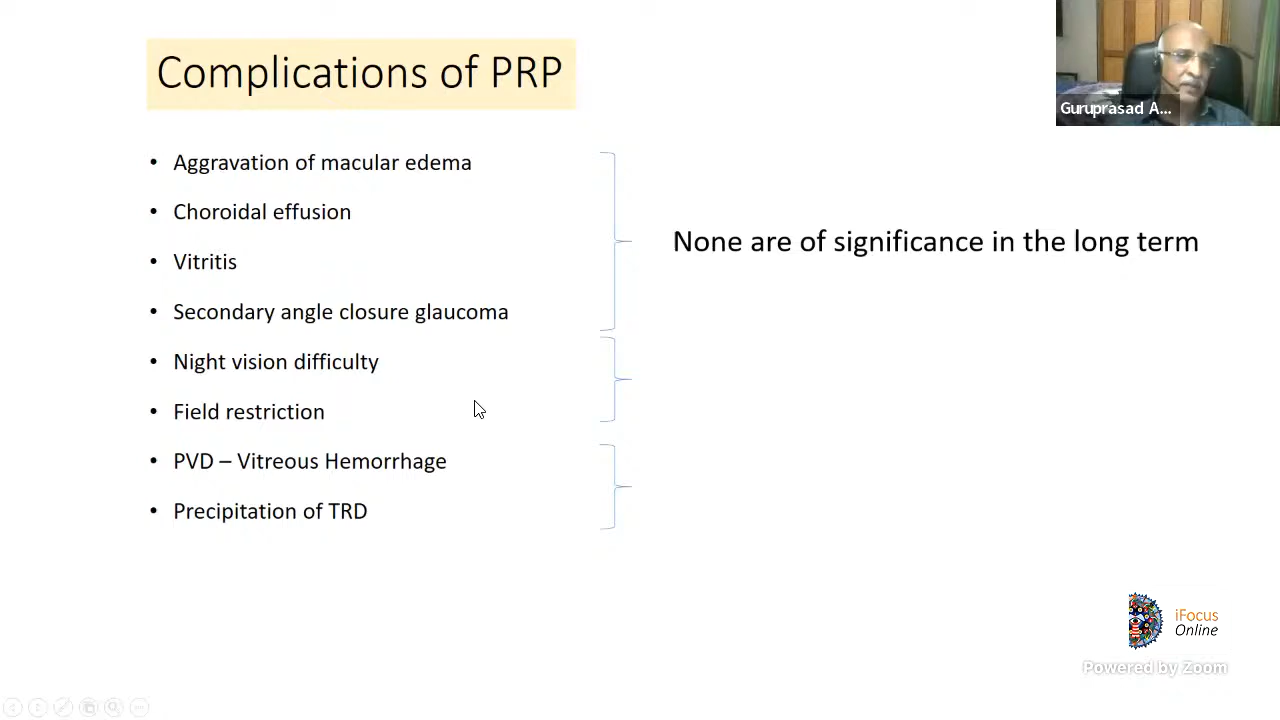 Complications of PRP
Guruprasad A...
• Aggravation of macular edema
• Choroidal effusion
• Vitritis
• Secondary angle closure glaucoma
• Night vision difficulty
• Field restriction
• PVD – Vitreous Hemorrhage
• Precipitation of TRD
None are of significance in the long term
iFocus
Online
Powered by Zoom